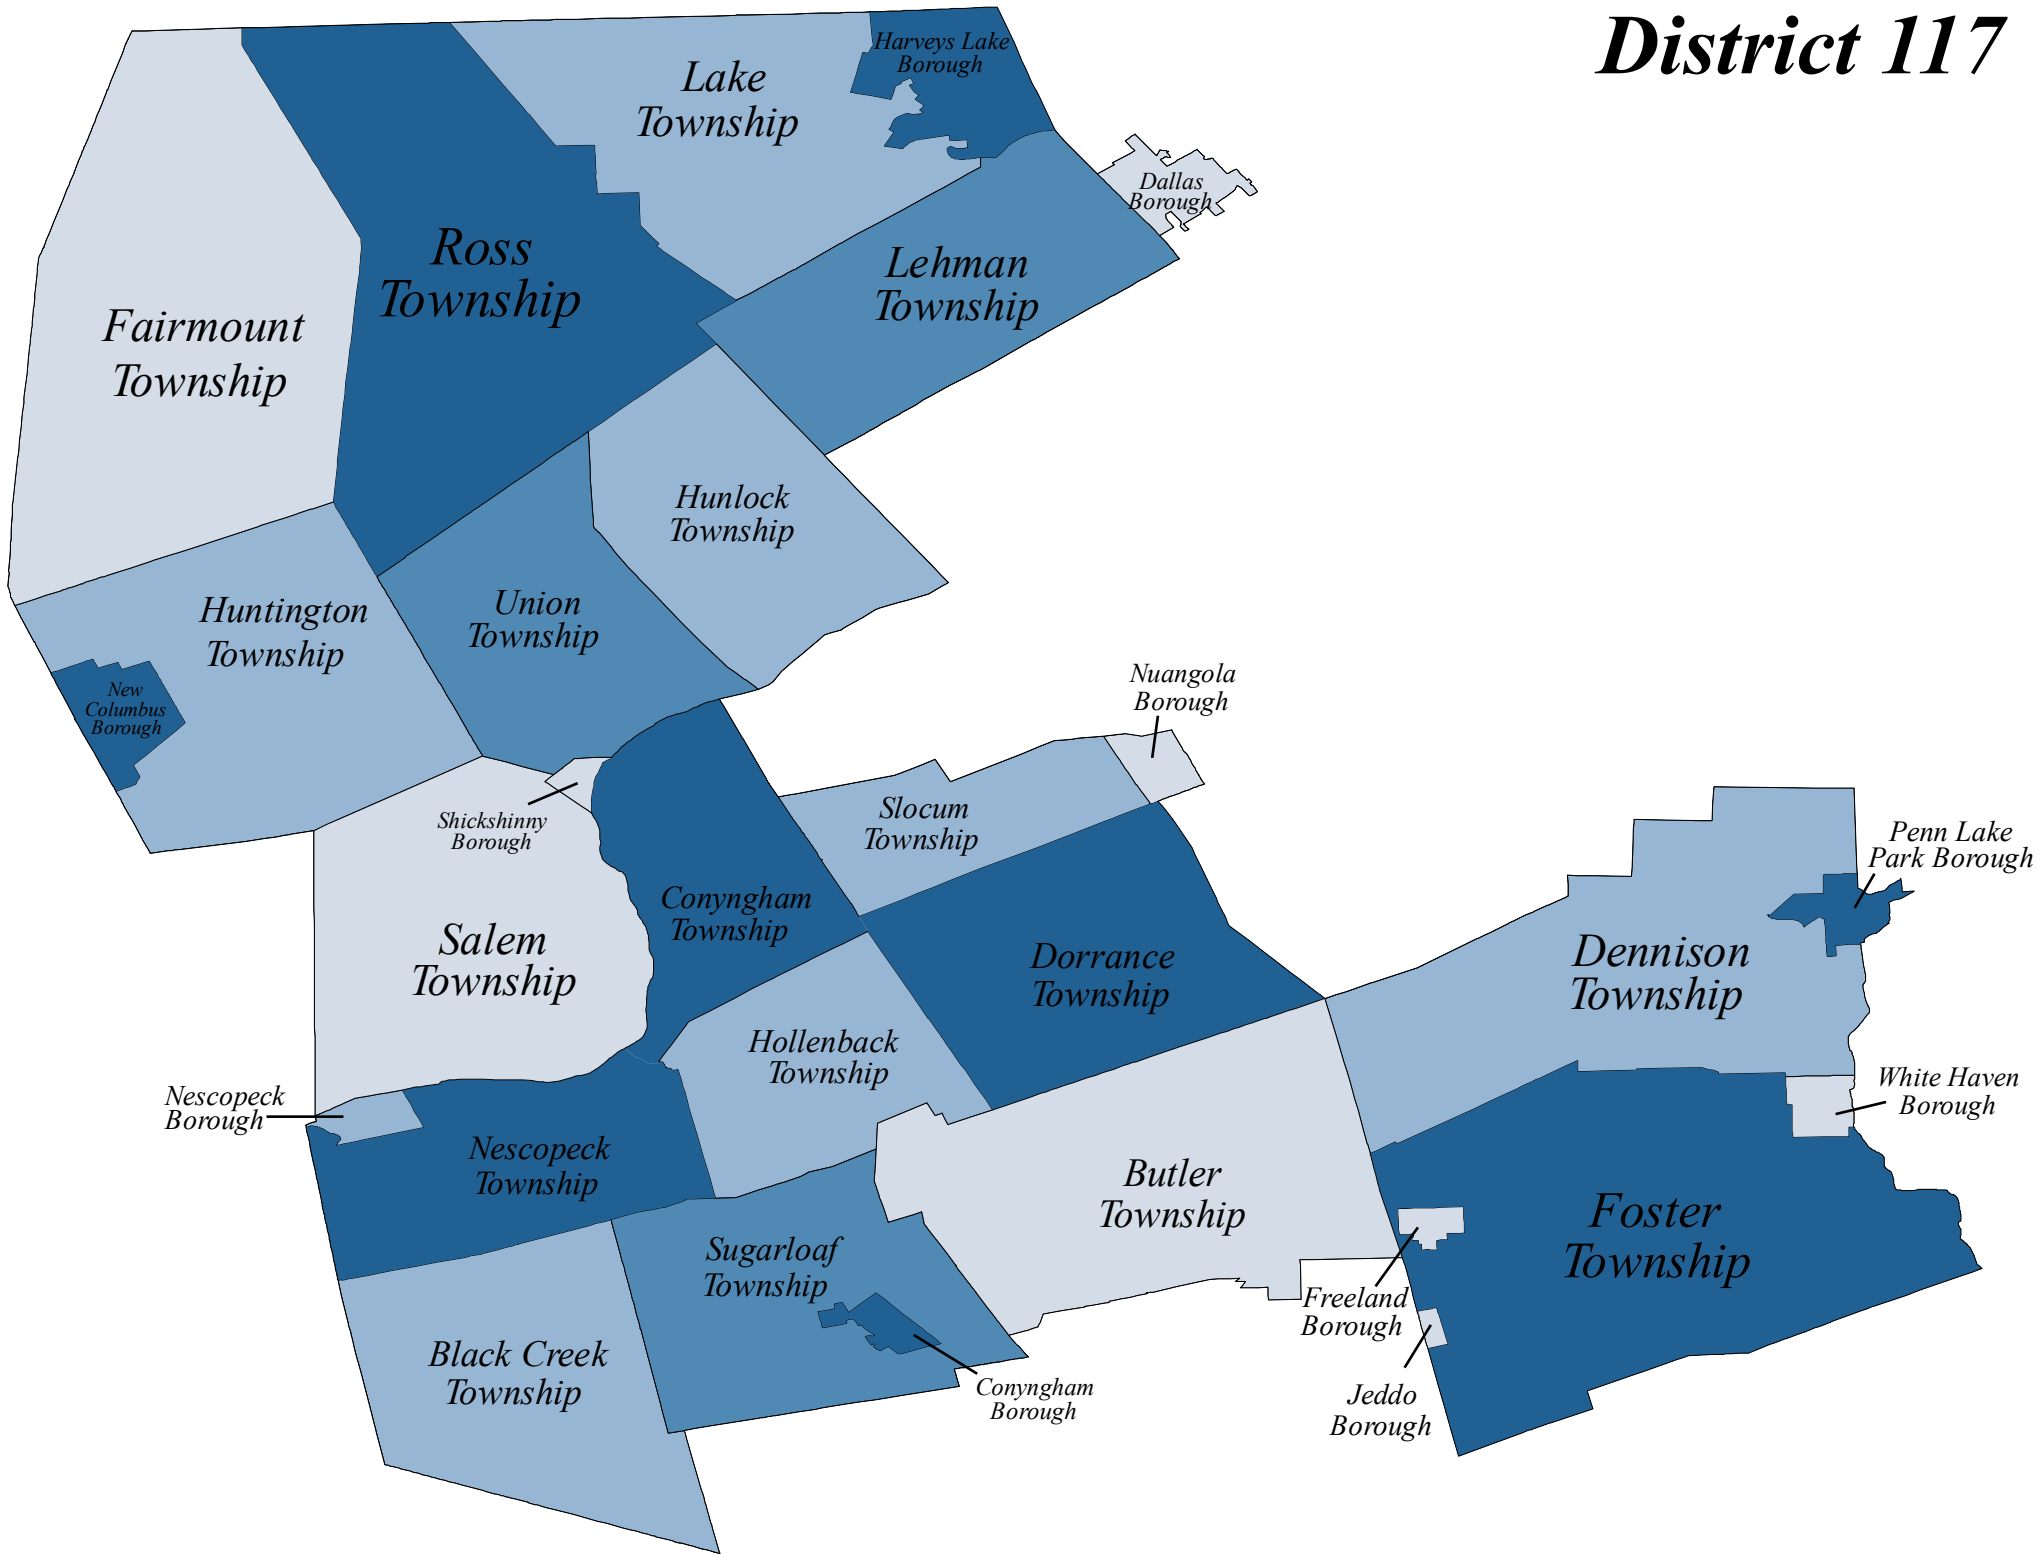 District 117
Harveys Lake
Borough
Lake
Township
Dallas
Borough
Ross
Township
Lehman
Township
Fairmount
Township
Hunlock
Township
Huntington
Township
Union
Township
New
Columbus
Borough
Nuangola
Borough
Shickshinny
Borough
Slocum
Township
Penn Lake
Park Borough
Conyngham
Township
Salem
Township
Dorrance
Township
Dennison
Township
Hollenback
Township
Nescopeck
Borough
White Haven
Borough
Nescopeck
Township
Butler
Township
Foster
Township
Sugarloaf
Township
Freeland
Borough
Black Creek
Township
Conyngham
Borough
Jeddo
Borough